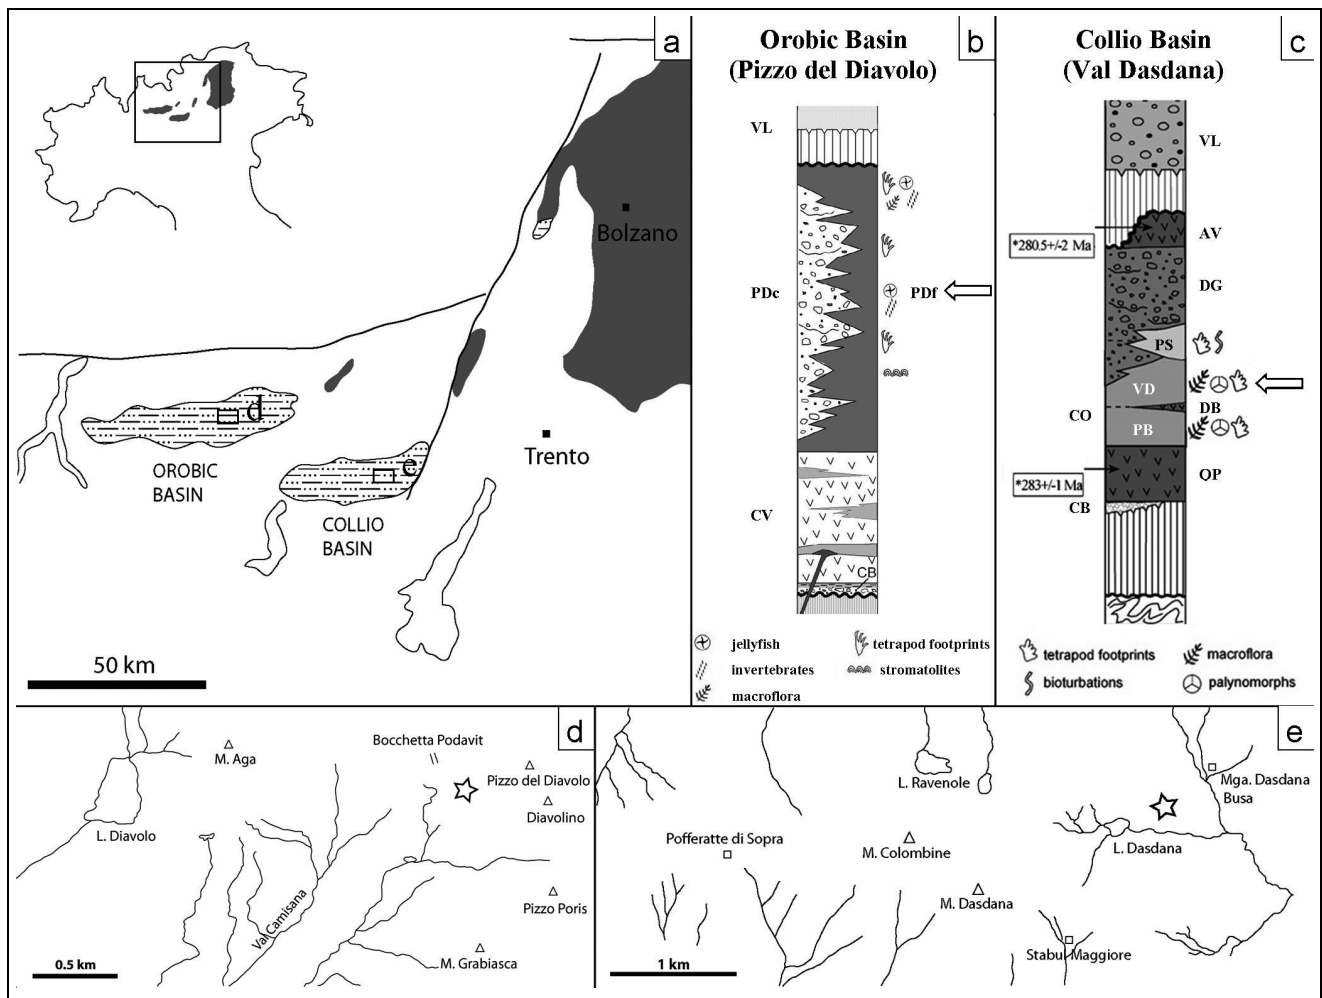 a
Bolzano
Trento
d
OROBIC
BASIN
e
COLLIO
BASIN
50 km
Orobic Basin
(Pizzo del Diavolo)
b
VL
PDc
PDf
CV
CB
jellyfish
tetrapod footprints
invertebrates
stromatolites
macroflora
Collio Basin
(Val Dasdana)
c
VL
AV
*280.5+/-2 Ma
DG
PS
VD
DB
CO
PB
QP
*283+/-1 Ma
CB
tetrapod footprints
macroflora
bioturbations
palynomorphs
d
Bocchetta Podavit
M. Aga
Pizzo del Diavolo
Diavolino
L. Diavolo
Pizzo Poris
Val Camisana
M. Grabiasca
0.5 km
e
L. Ravenole
Mga. Dasdana
Busa
Pofferatte di Sopra
M. Colombine
L. Dasdana
M. Dasdana
Stabul Maggiore
1 km